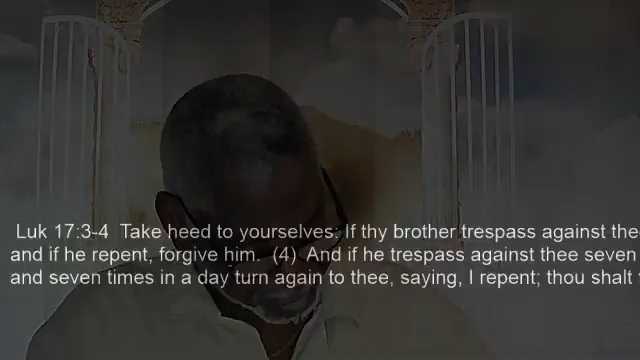 Luk 17:3-4  Take heed to yourselves: If thy brother trespass against
and if he repent, forgive him.  (4)  And if he trespass against thee seven
and seven times in a day turn again to thee, saying, I repent; thou shalt